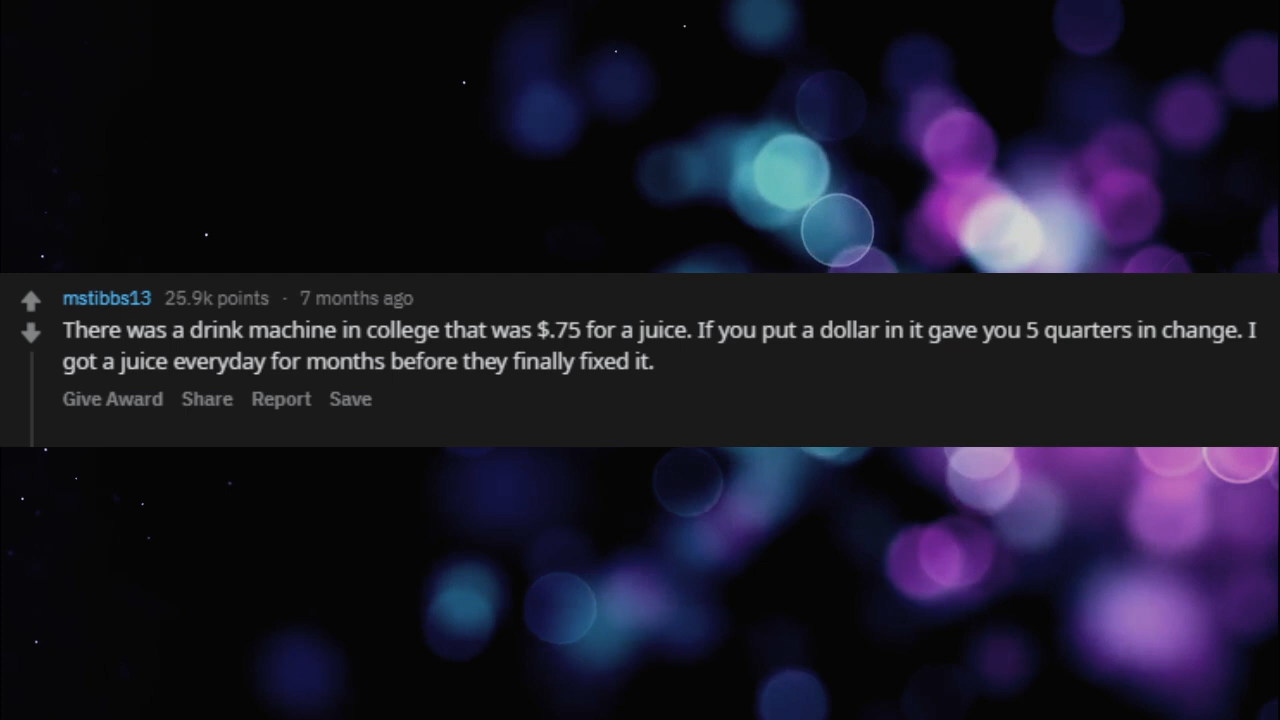 mstibbs13 25.9k points · 7 months ago
There was a drink machine in college that was $.75 for a juice. If you put a dollar in it gave you 5 quarters in change. I
got a juice everyday for months before they finally fixed it.
Give Award Share Report Save